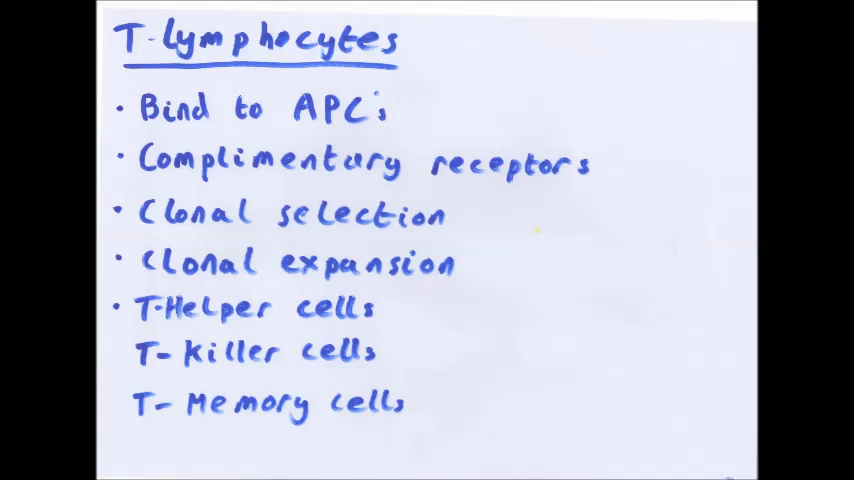 T-Lymphocytes
• Bind to APC's
• Complimentary receptors
• Clonal selection
• Clonal expansion
• T-Helper cells
T- Killer cells
T- Memory cells